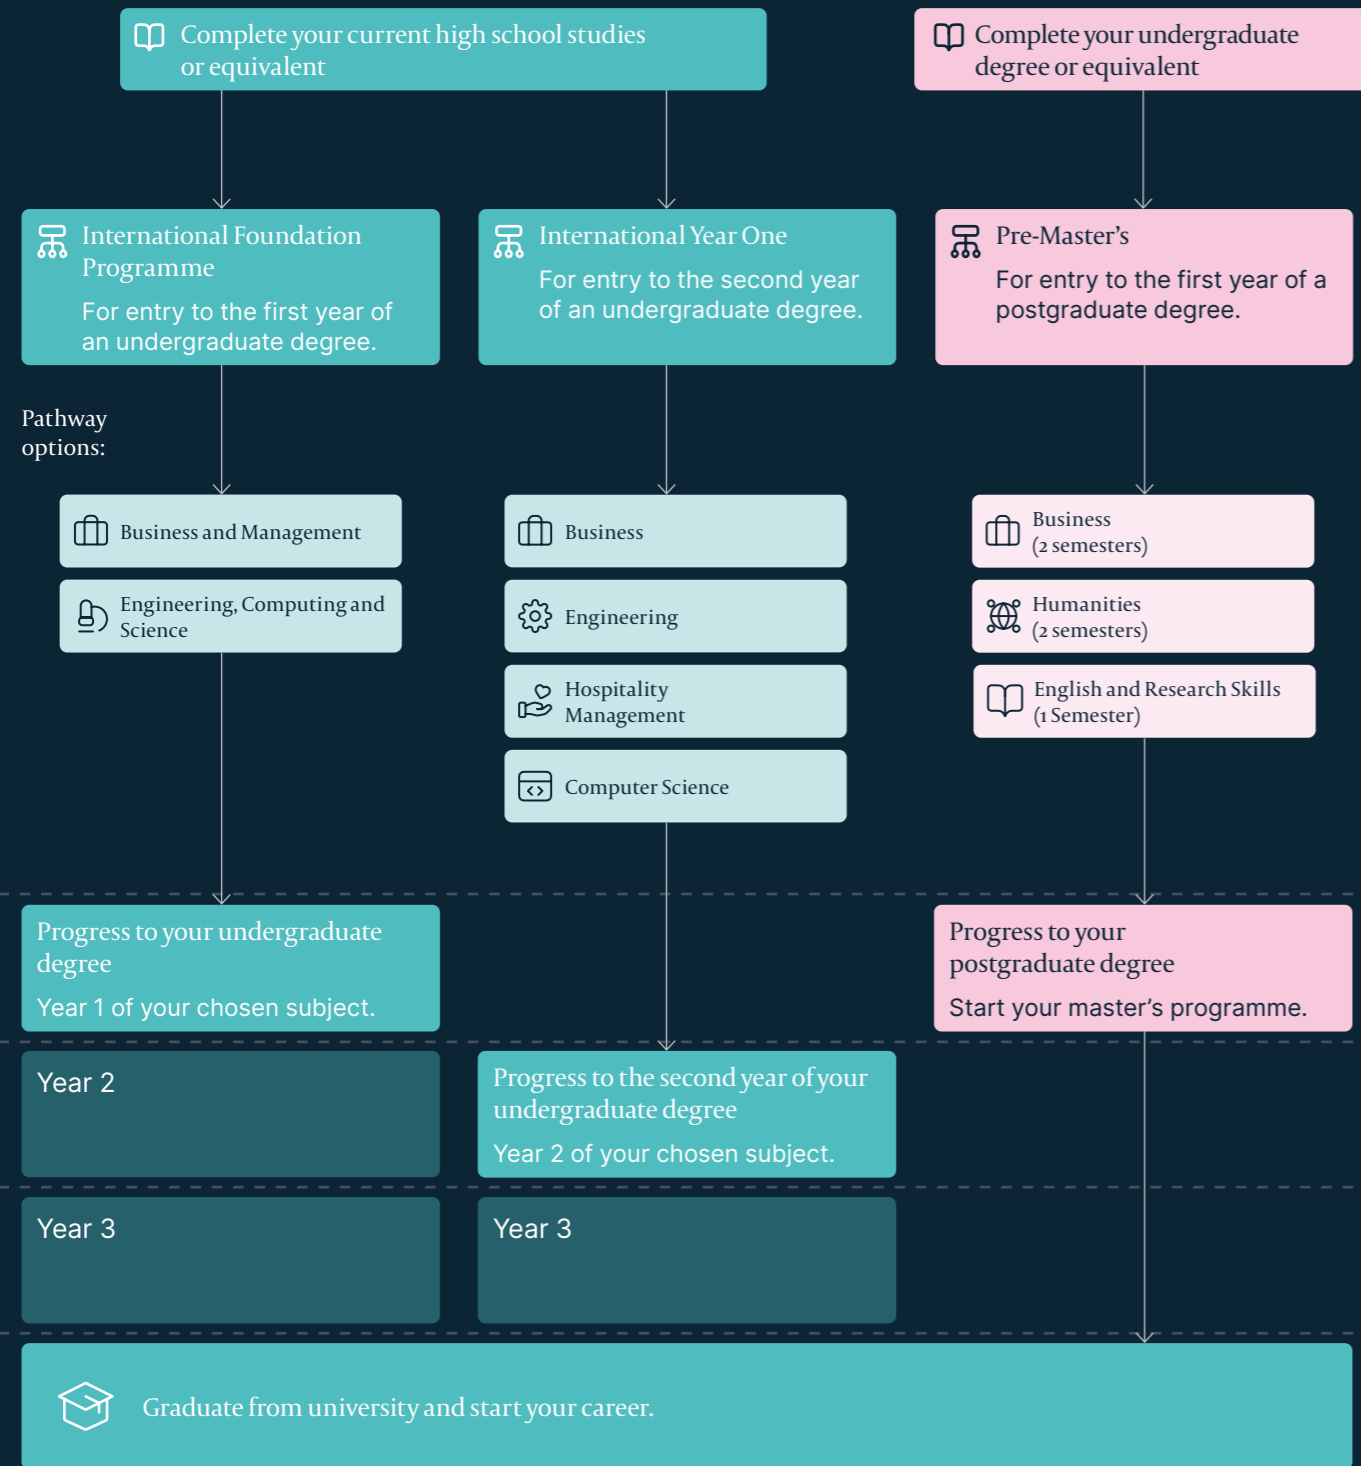 Complete your current high school studies
or equivalent
Complete your undergraduate
degree or equivalent
International Foundation
Programme
For entry to the first year of
an undergraduate degree.
International Year One
For entry to the second year
of an undergraduate degree.
Pre-Master's
For entry to the first year of a
postgraduate degree.
Pathway
options:
Business and Management
Engineering, Computing and
Science
Business
Engineering
Hospitality
Management
Computer Science
Business
(2 semesters)
Humanities
(2 semesters)
English and Research Skills
(1 Semester)
Progress to your undergraduate
degree
Year 1 of your chosen subject.
Progress to your
postgraduate degree
Start your master's programme.
Year 2
Progress to the second year of your
undergraduate degree
Year 2 of your chosen subject.
Year 3
Year 3
Graduate from university and start your career.